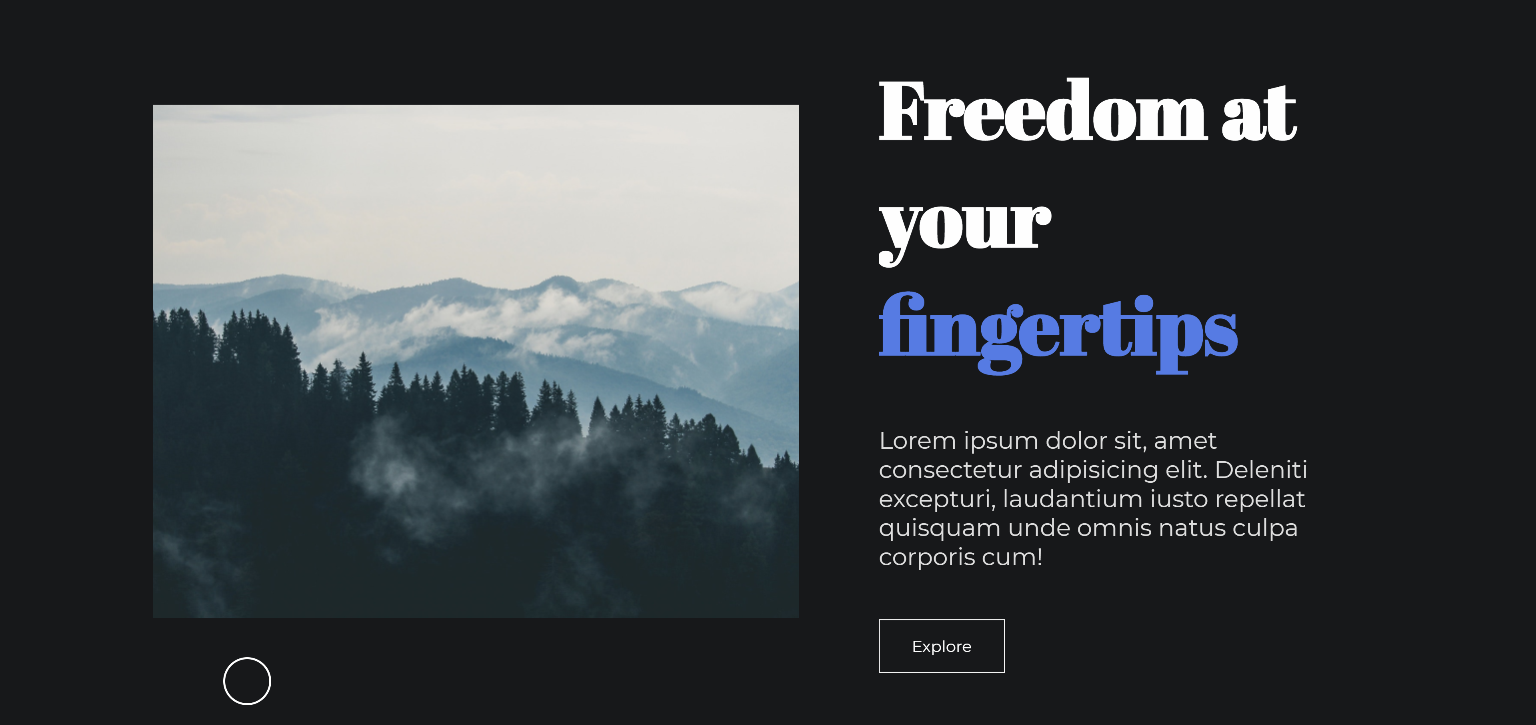 Freedom at
your
fingertips
Lorem ipsum dolor sit, amet
consectetur adipisicing elit. Deleniti
excepturi, laudantium iusto repellat
quisquam unde omnis natus culpa
corporis cum!
Explore